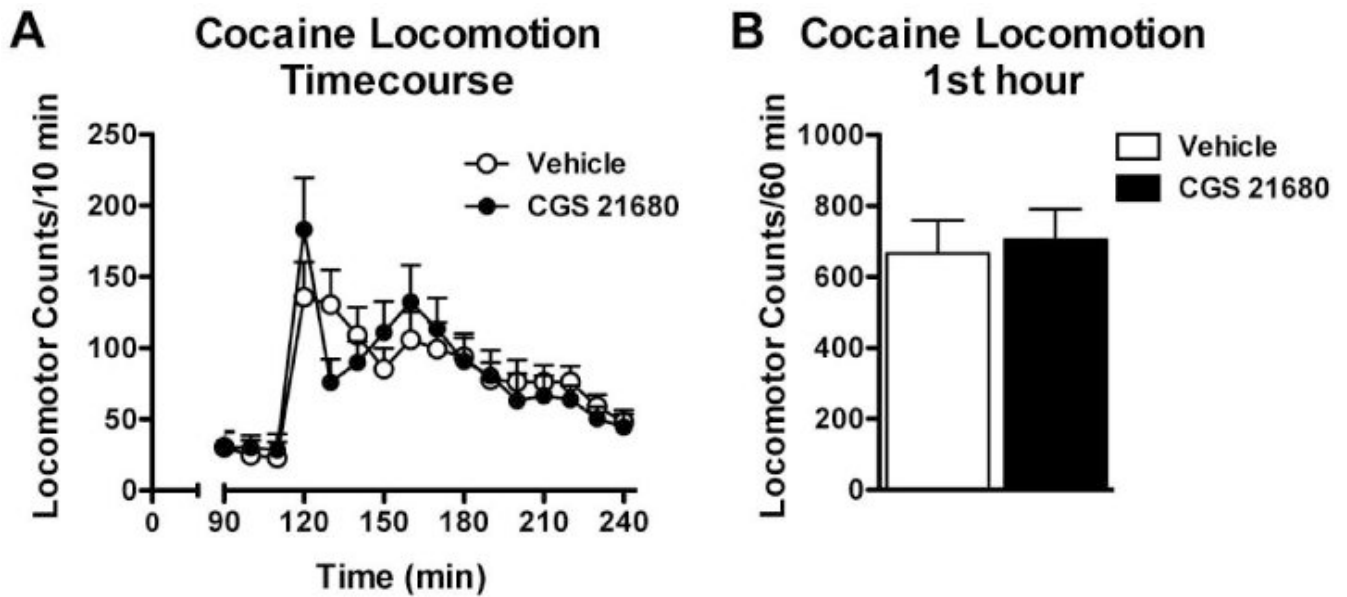 A
Cocaine Locomotion
Timecourse
Locomotor Counts/10 min
250
200
150
100
50
0
Vehicle
CGS 21680
0 90 120 150 180 210 240
Time (min)
B
Cocaine Locomotion
1st hour
Locomotor Counts/60 min
1000
800
600
400
200
0
Vehicle
CGS 21680